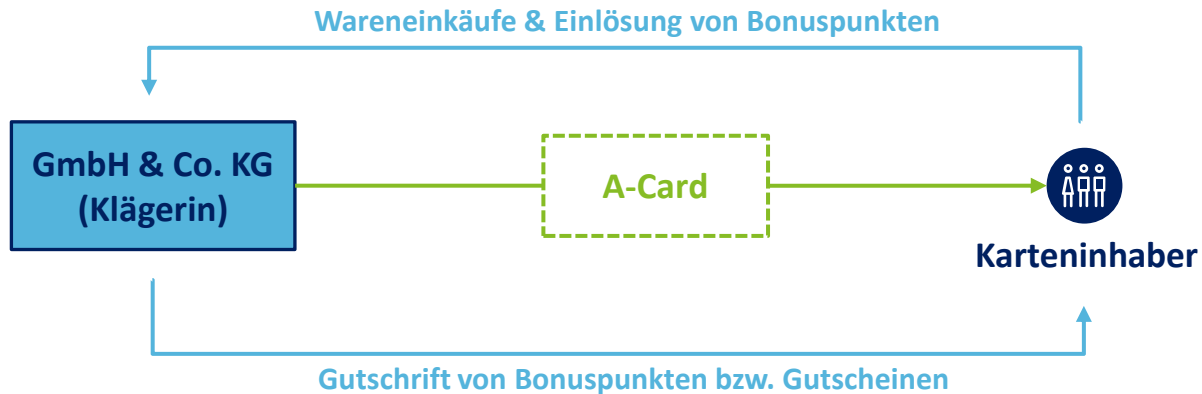 Wareneinkäufe & Einlösung von Bonuspunkten
GmbH & Co. KG
(Klägerin)
A-Card
Karteninhaber
Gutschrift von Bonuspunkten bzw. Gutscheinen